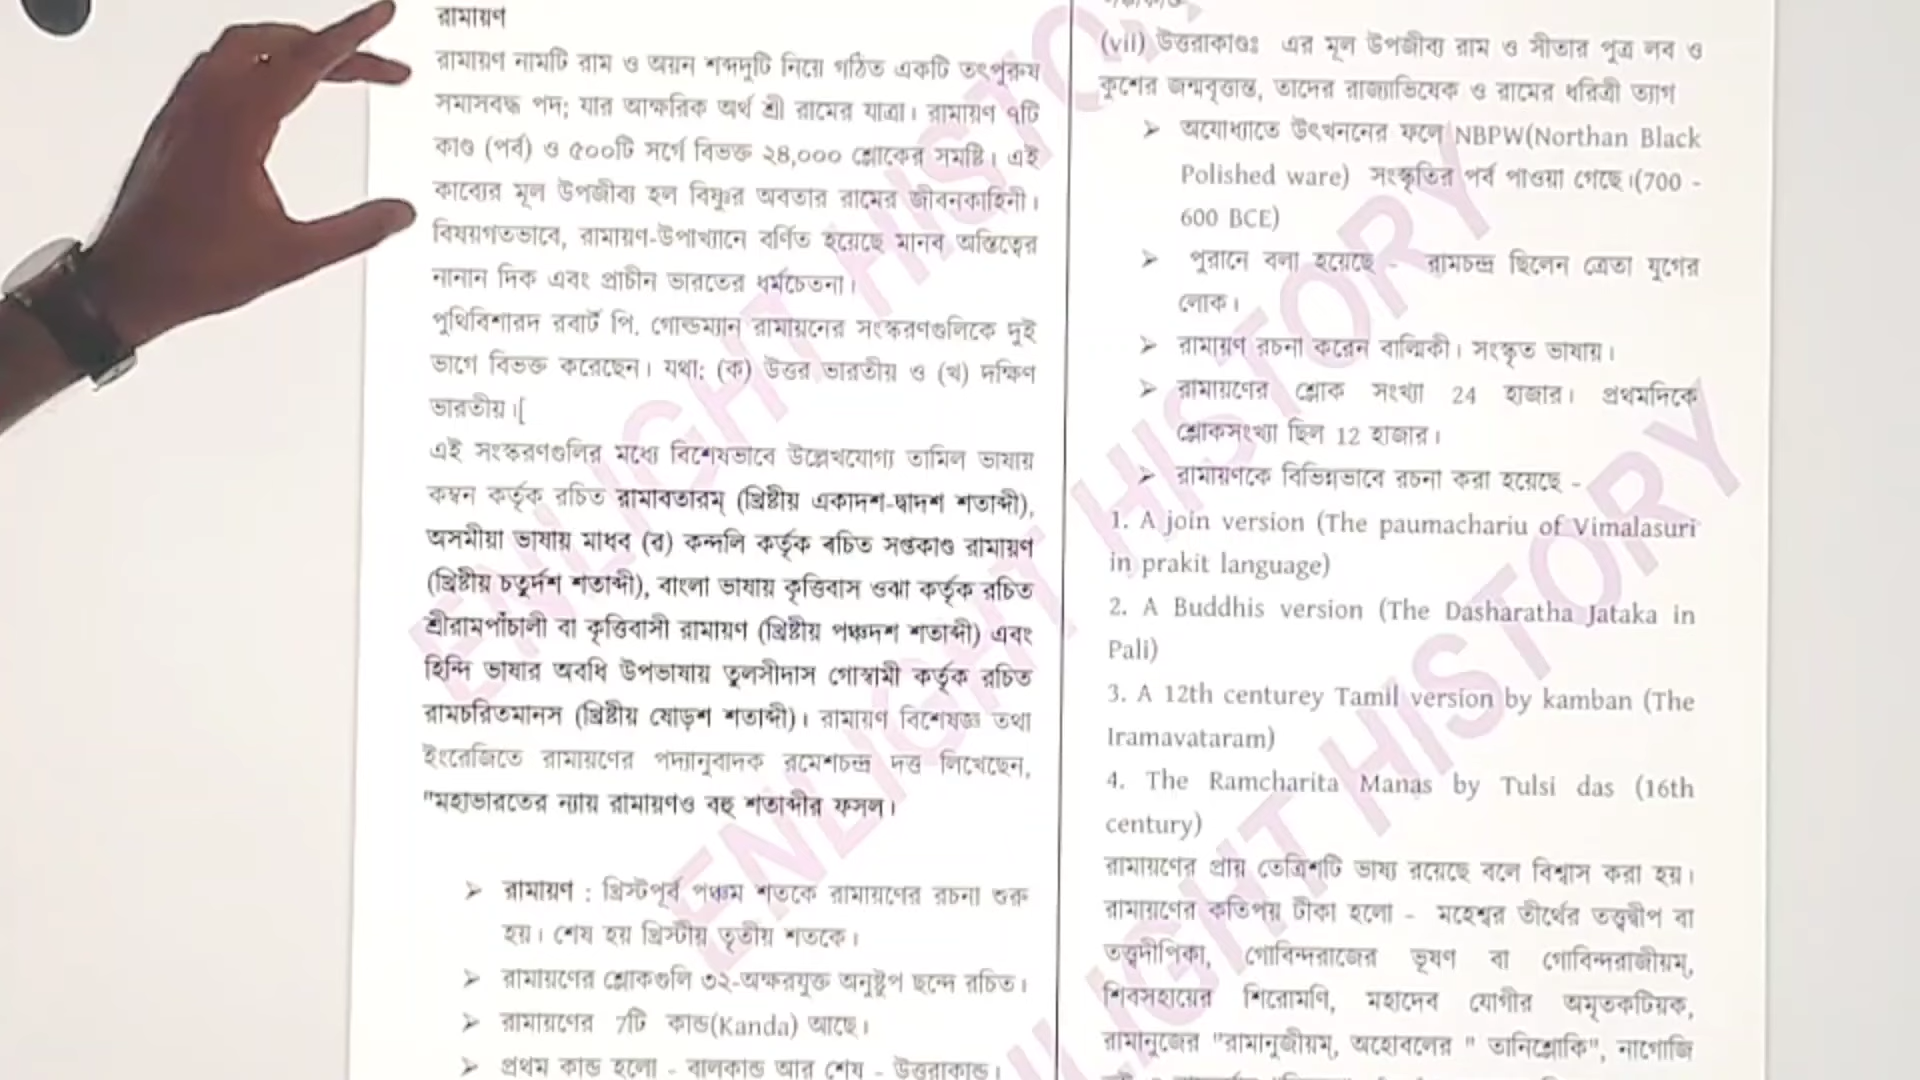 রামায়ণ
রামায়ণ নামটি রাম ও অয়ন শব্দদুটি নিয়ে গঠিত একটি তৎপুরুষ
সমাসবদ্ধ পদ; যার আক্ষরিক অর্থ শ্রী রামের যাত্রা। রামায়ণ ৭টি
কাণ্ড (পর্ব) ও ৫০০টি সর্গে বিভক্ত ২৪,০০০ শ্লোকের সমষ্টি। এই
কাব্যের মূল উপজীব্য হল বিষ্ণুর অবতার রামের জীবনকাহিনী।
বিষয়গতভাবে, রামায়ণ-উপাখ্যানে বর্ণিত হয়েছে মানব অস্তিত্বের
নানান দিক এবং প্রাচীন ভারতের ধর্মচেতনা।
পুথিবিশারদ রবার্ট পি. গোল্ডম্যান রামায়নের সংস্করণগুলিকে দুই
ভাগে বিভক্ত করেছেন। যথা: (ক) উত্তর ভারতীয় ও (খ) দক্ষিণ
ভারতীয়।[
এই সংস্করণগুলির মধ্যে বিশেষভাবে উল্লেখযোগ্য তামিল ভাষায়
কম্বন কর্তৃক রচিত রামাবতারম্ (খ্রিষ্টীয় একাদশ-দ্বাদশ শতাব্দী),
অসমীয়া ভাষায় মাধব (ৱ) কন্দলি কর্তৃক ৰচিত সপ্তকাণ্ড রামায়ণ
(খ্রিষ্টীয় চতুর্দশ শতাব্দী), বাংলা ভাষায় কৃত্তিবাস ওঝা কর্তৃক রচিত
শ্রীরামপাঁচালী বা কৃত্তিবাসী রামায়ণ (খ্রিষ্টীয় পঞ্চদশ শতাব্দী) এবং
হিন্দি ভাষার অবধি উপভাষায় তুলসীদাস গোস্বামী কর্তৃক রচিত
রামচরিতমানস (খ্রিষ্টীয় ষোড়শ শতাব্দী)। রামায়ণ বিশেষজ্ঞ তথা
ইংরেজিতে রামায়ণের পদ্যানুবাদক রমেশচন্দ্র দত্ত লিখেছেন,
"মহাভারতের ন্যায় রামায়ণও বহু শতাব্দীর ফসল।
➢ রামায়ণ : খ্রিস্টপূর্ব পঞ্চম শতকে রামায়ণের রচনা শুরু
হয়। শেষ হয় খ্রিস্টীয় তৃতীয় শতকে।
➢ রামায়ণের শ্লোকগুলি ৩২-অক্ষরযুক্ত অনুষ্টুপ ছন্দে রচিত।
➢ রামায়ণের 7টি কান্ড(Kanda) আছে।
➢ প্রথম কান্ড হলো - বালকান্ড আর শেষ - উত্তরাকান্ড।
(vii) উত্তরাকাণ্ডঃ এর মূল উপজীব্য রাম ও সীতার পুত্র লব ও
কুশের জন্মবৃত্তান্ত, তাদের রাজ্যাভিষেক ও রামের ধরিত্রী ত্যাগ
➢ অযোধ্যাতে উৎখননের ফলে NBPW(Northan Black
Polished ware) সংস্কৃতির পর্ব পাওয়া গেছে।(700 -
600 BCE)
➢ পুরানে বলা হয়েছে - রামচন্দ্র ছিলেন ত্রেতা যুগের
লোক।
➢ রামায়ণ রচনা করেন বাল্মিকী। সংস্কৃত ভাষায়।
➢ রামায়ণের শ্লোক সংখ্যা 24 হাজার। প্রথমদিকে
শ্লোকসংখ্যা ছিল 12 হাজার।
➢ রামায়ণকে বিভিন্নভাবে রচনা করা হয়েছে -
1. A join version (The paumachariu of Vimalasuri
in prakit language)
2. A Buddhis version (The Dasharatha Jataka in
Pali)
3. A 12th centurey Tamil version by kamban (The
Iramavataram)
4. The Ramcharita Manas by Tulsi das (16th
century)
রামায়ণের প্রায় তেত্রিশটি ভাষ্য রয়েছে বলে বিশ্বাস করা হয়।
রামায়ণের কতিপয় টীকা হলো - মহেশ্বর তীর্থের তত্ত্বদ্বীপ বা
তত্ত্বদীপিকা, গোবিন্দরাজের ভূষণ বা গোবিন্দরাজীয়ম্,
শিবসহায়ের শিরোমণি, মহাদেব যোগীর অমৃতকটিয়ক,
রামানুজের "রামানুজীয়ম্, অহোবলের " তানিশ্লোকি", নাগোজি
ENLIGHT HISTORY
ENLIGHT HISTORY
ENLIGHT HISTORY